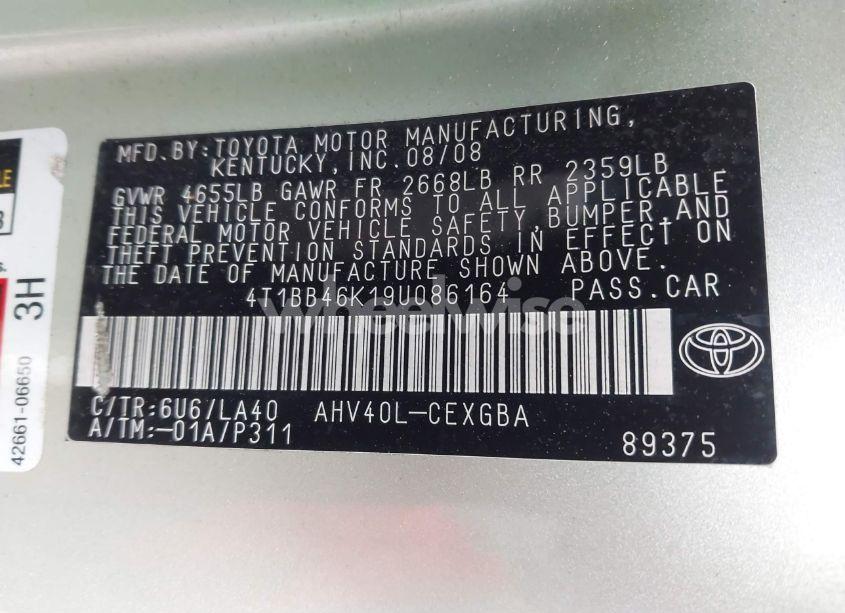 MFD.BY:TOYOTA MOTOR MANUFACTURING,
KENTUCKY,INC.08/08
GVWR 4655LB GAWR FR 2668LB RR 2359LB
THIS VEHICLE CONFORMS TO ALL APPLICABLE
FEDERAL MOTOR VEHICLE SAFETY,BUMPER,AND
THEFT PREVENTION STANDARDS IN EFFECT ON
THE DATE OF MANUFACTURE SHOWN ABOVE.
4T1BB46K19U086164 PASS.CAR
wheelwise
C/TR:6U6/LA40 AHV40L-CEXGBA
A/TM:-01A/P311
89375
3H
42661-06650